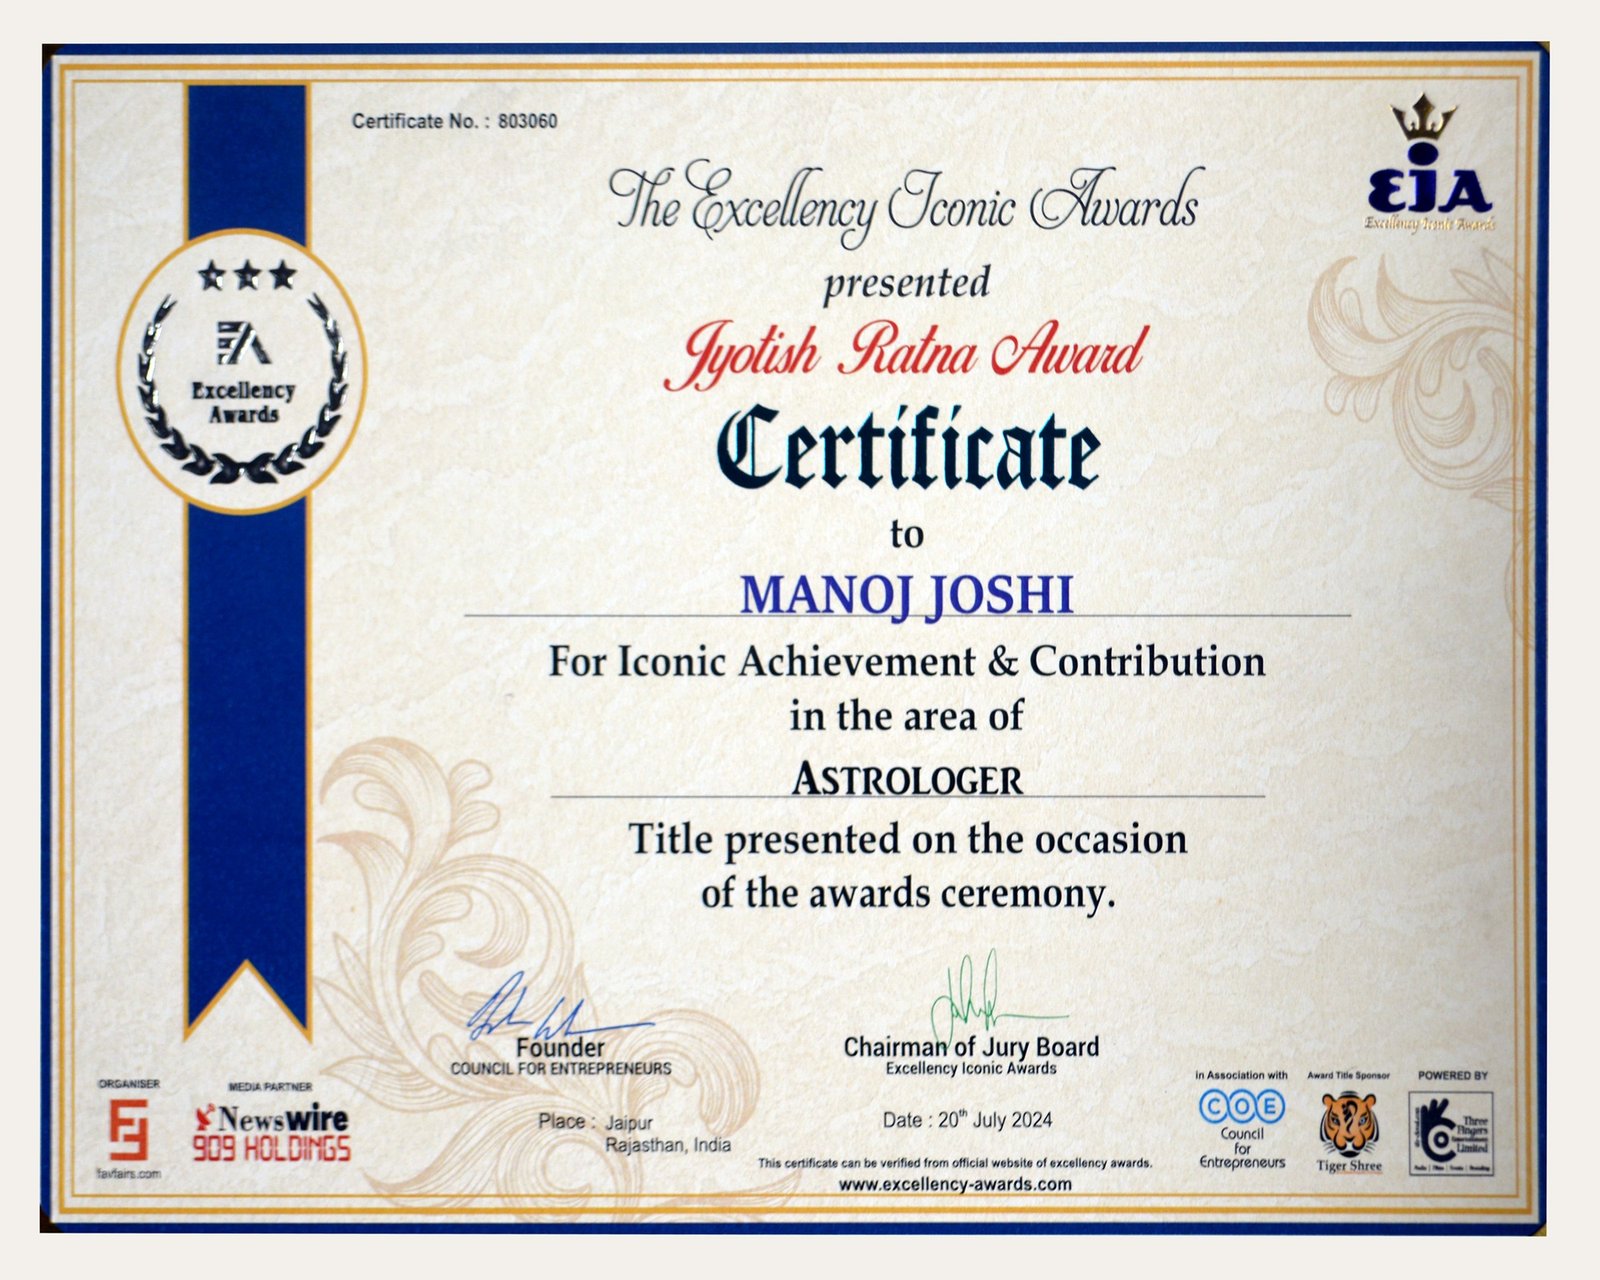 Certificate No. : 803060
EIA
Excellency Iconic Awards
The Excellency Iconic Awards
presented
Jyotish Ratna Award
Certificate
to
MANOJ JOSHI
For Iconic Achievement & Contribution
in the area of
ASTROLOGER
Title presented on the occasion
of the awards ceremony.
EA
Excellency
Awards
Founder
COUNCIL FOR ENTREPRENEURS
Chairman of Jury Board
Excellency Iconic Awards
Place : Jaipur
Rajasthan, India
Date : 20th July 2024
This certificate can be verified from official website of excellency awards.
www.excellency-awards.com
ORGANISER
favfairs.com
MEDIA PARTNER
Newswire
909 HOLDINGS
in Association with
COE
Council
for
Entrepreneurs
Award Title Sponsor
Tiger Shree
POWERED BY
Three
Fingers
Entertainment
Limited